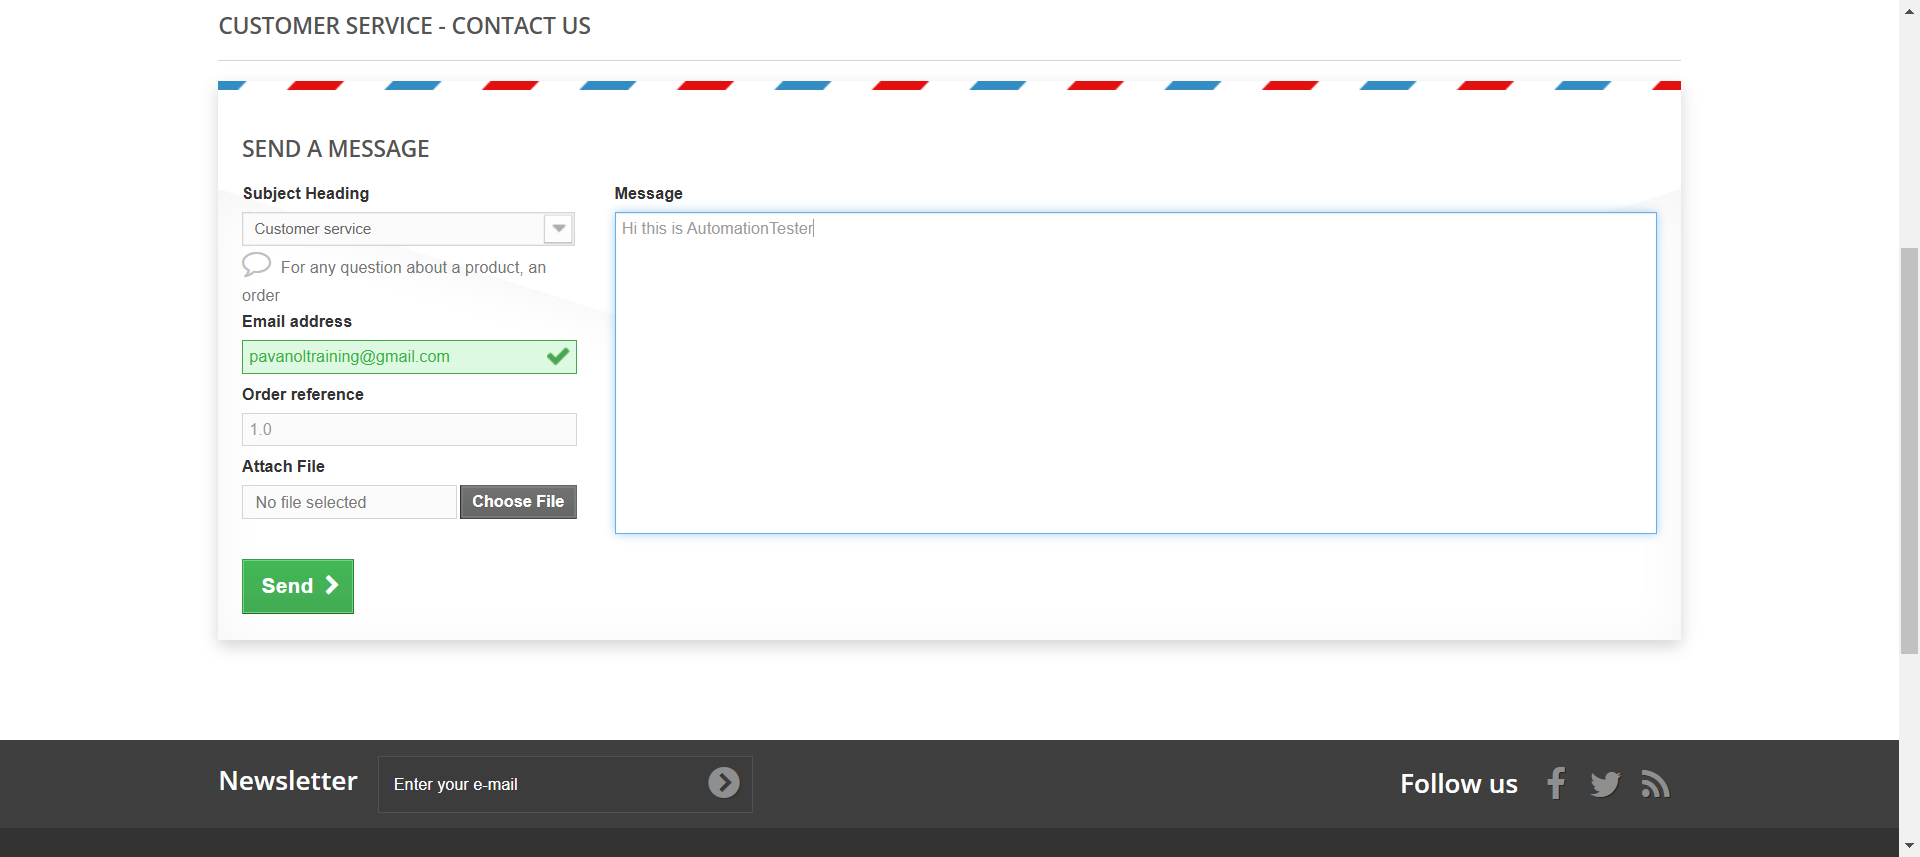 CUSTOMER SERVICE - CONTACT US
SEND A MESSAGE
Subject Heading
Customer service
For any question about a product, an
order
Email address
pavanoltraining@gmail.com
Order reference
1.0
Attach File
No file selected
Choose File
Send
Message
Hi this is AutomationTester
Newsletter
Enter your e-mail
Follow us